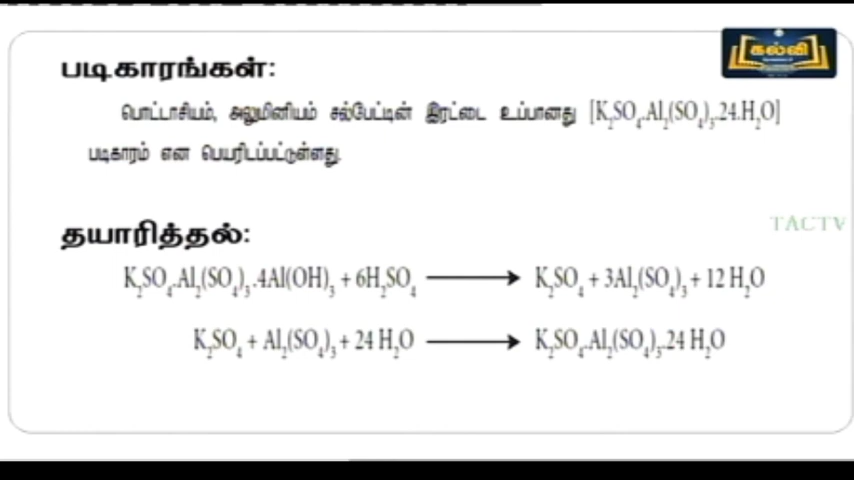 கல்வி
படிகாரங்கள்:
பொட்டாசியம், அலுமினியம் சல்பேட்டின் இரட்டை உப்பானது [K₂SO₄.Al₂(SO₄)₃.24.H₂O]
படிகாரம் என பெயரிடப்பட்டுள்ளது.
TACTV
தயாரித்தல்:
K₂SO₄.Al₂(SO₄)₃.4Al(OH)₃ + 6H₂SO₄ ⟶ K₂SO₄ + 3Al₂(SO₄)₃ + 12 H₂O
K₂SO₄ + Al₂(SO₄)₃ + 24 H₂O ⟶ K₂SO₄.Al₂(SO₄)₃.24 H₂O